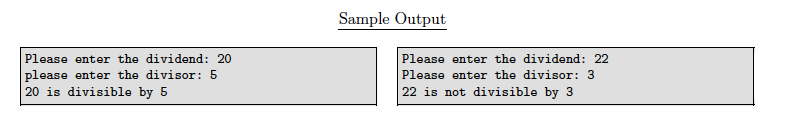 Sample Output
Please enter the dividend: 20
please enter the divisor: 5
20 is divisible by 5
Please enter the dividend: 22
Please enter the divisor: 3
22 is not divisible by 3